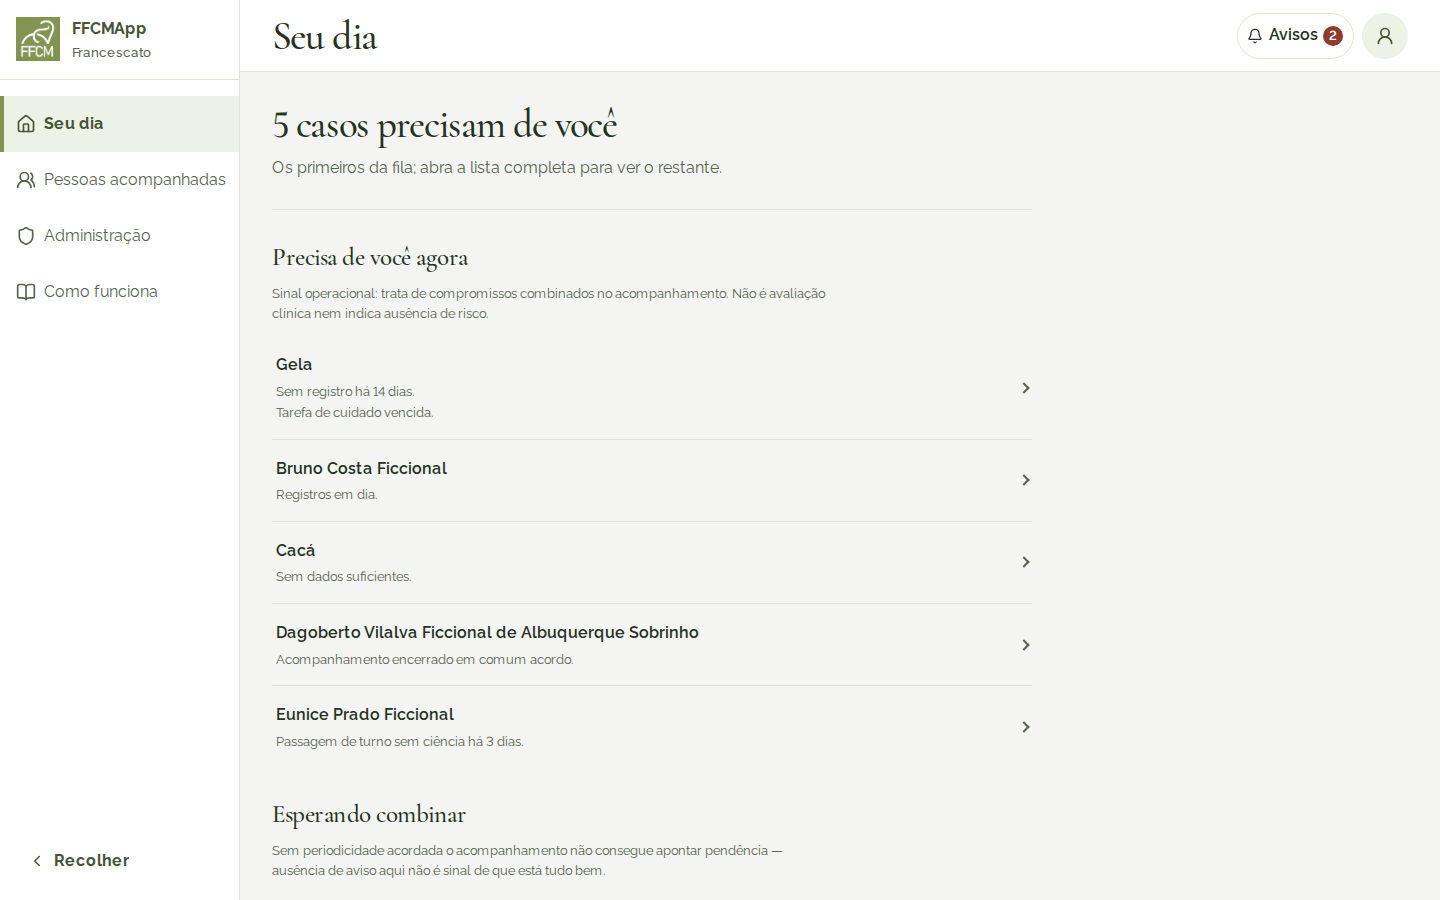 FFCM
FFCMApp
Francescato
Seu dia
Pessoas acompanhadas
Administração
Como funciona
Recolher
Seu dia
Avisos 2
5 casos precisam de você
Os primeiros da fila; abra a lista completa para ver o restante.
Precisa de você agora
Sinal operacional: trata de compromissos combinados no acompanhamento. Não é avaliação
clínica nem indica ausência de risco.
Gela
Sem registro há 14 dias.
Tarefa de cuidado vencida.
Bruno Costa Ficcional
Registros em dia.
Cacá
Sem dados suficientes.
Dagoberto Vilalva Ficcional de Albuquerque Sobrinho
Acompanhamento encerrado em comum acordo.
Eunice Prado Ficcional
Passagem de turno sem ciência há 3 dias.
Esperando combinar
Sem periodicidade acordada o acompanhamento não consegue apontar pendência —
ausência de aviso aqui não é sinal de que está tudo bem.